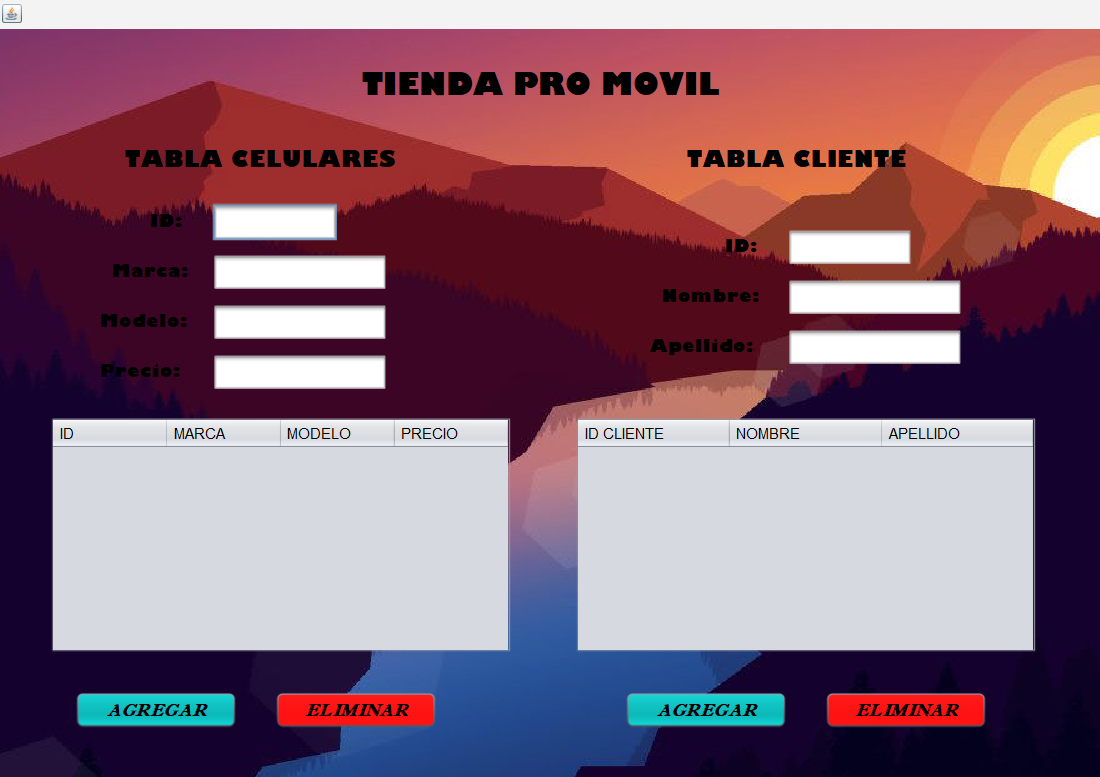 TIENDA PRO MOVIL
TABLA CELULARES
ID:
Marca:
Modelo:
Precio:
ID MARCA MODELO PRECIO
AGREGAR ELIMINAR
TABLA CLIENTE
ID:
Nombre:
Apellido:
ID CLIENTE NOMBRE APELLIDO
AGREGAR ELIMINAR